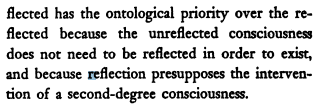 flected has the ontological priority over the re-
flected because the unreflected consciousness
does not need to be reflected in order to exist,
and because reflection presupposes the interven-
tion of a second-degree consciousness.